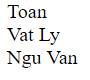 Toan
Vat Ly
Ngu Van